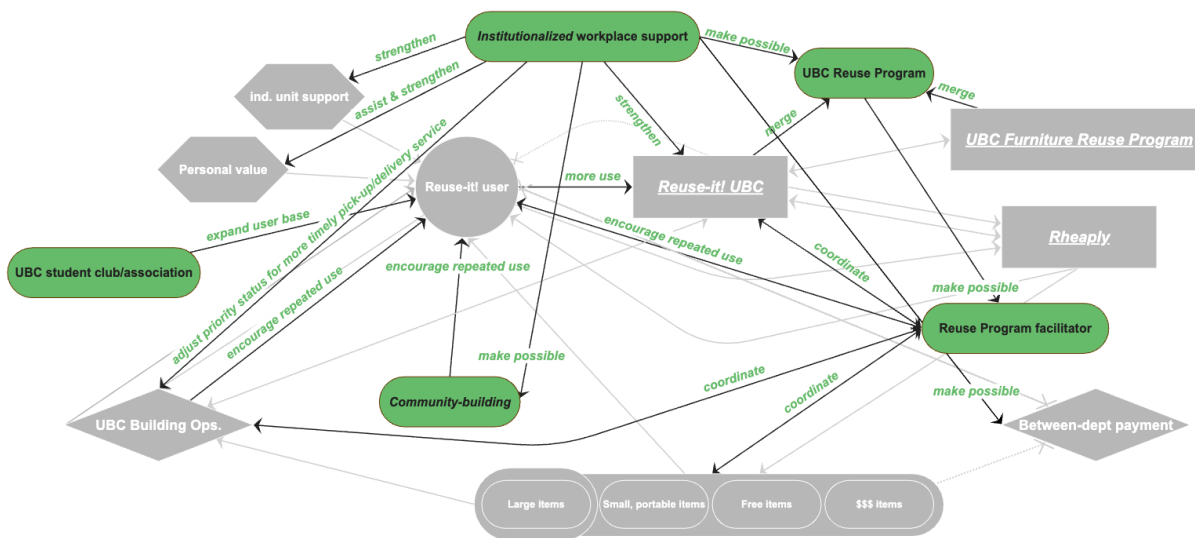 Institutionalized workplace support
make possible
strengthen
UBC Reuse Program
ind. unit support
assist & strengthen
merge
strengthen
merge
UBC Furniture Reuse Program
Personal value
Reuse-it! user
more use
Reuse-it! UBC
adjust priority status for more timely pick-up/delivery service
expand user base
encourage repeated use
Rheaply
UBC student club/association
encourage repeated use
coordinate
encourage repeated use
make possible
Reuse Program facilitator
make possible
coordinate
coordinate
make possible
Community-building
UBC Building Ops.
Between-dept payment
Large items
Small, portable items
Free items
$$$ items